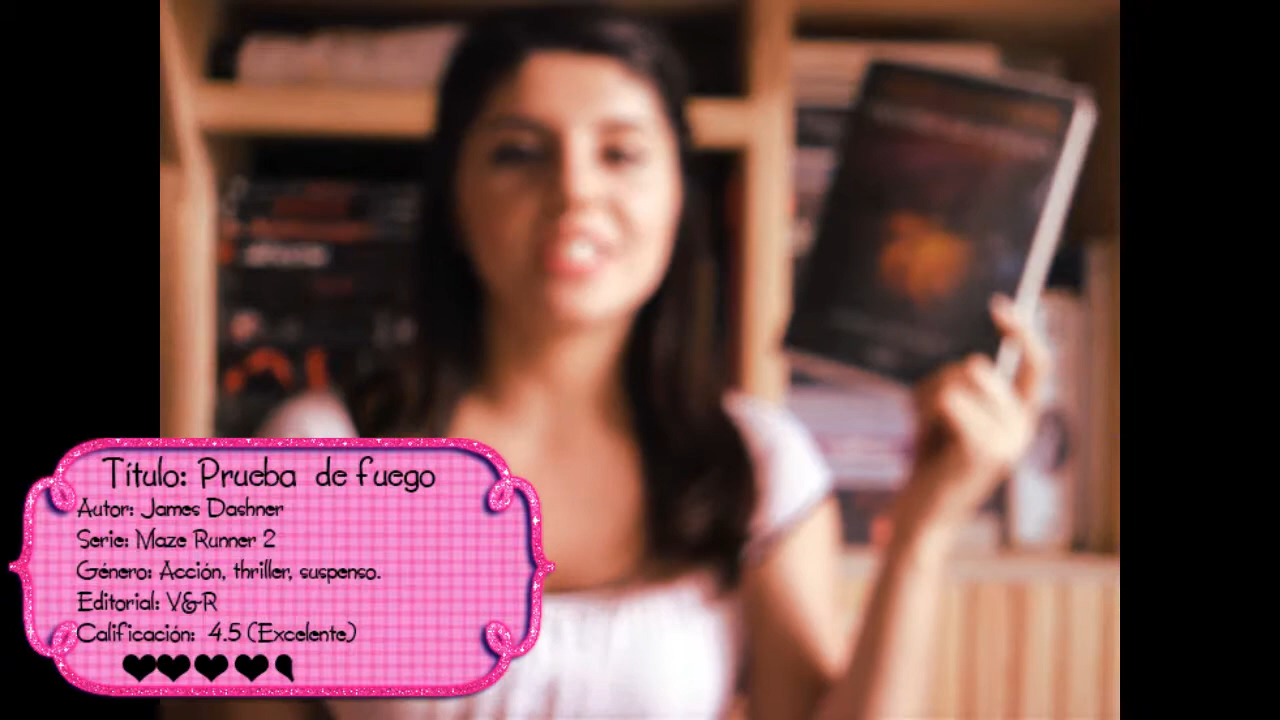 Título: Prueba de fuego
Autor: James Dashner
Serie: Maze Runner 2
Género: Acción, thriller, suspenso.
Editorial: V&R
Calificación: 4.5 (Excelente)